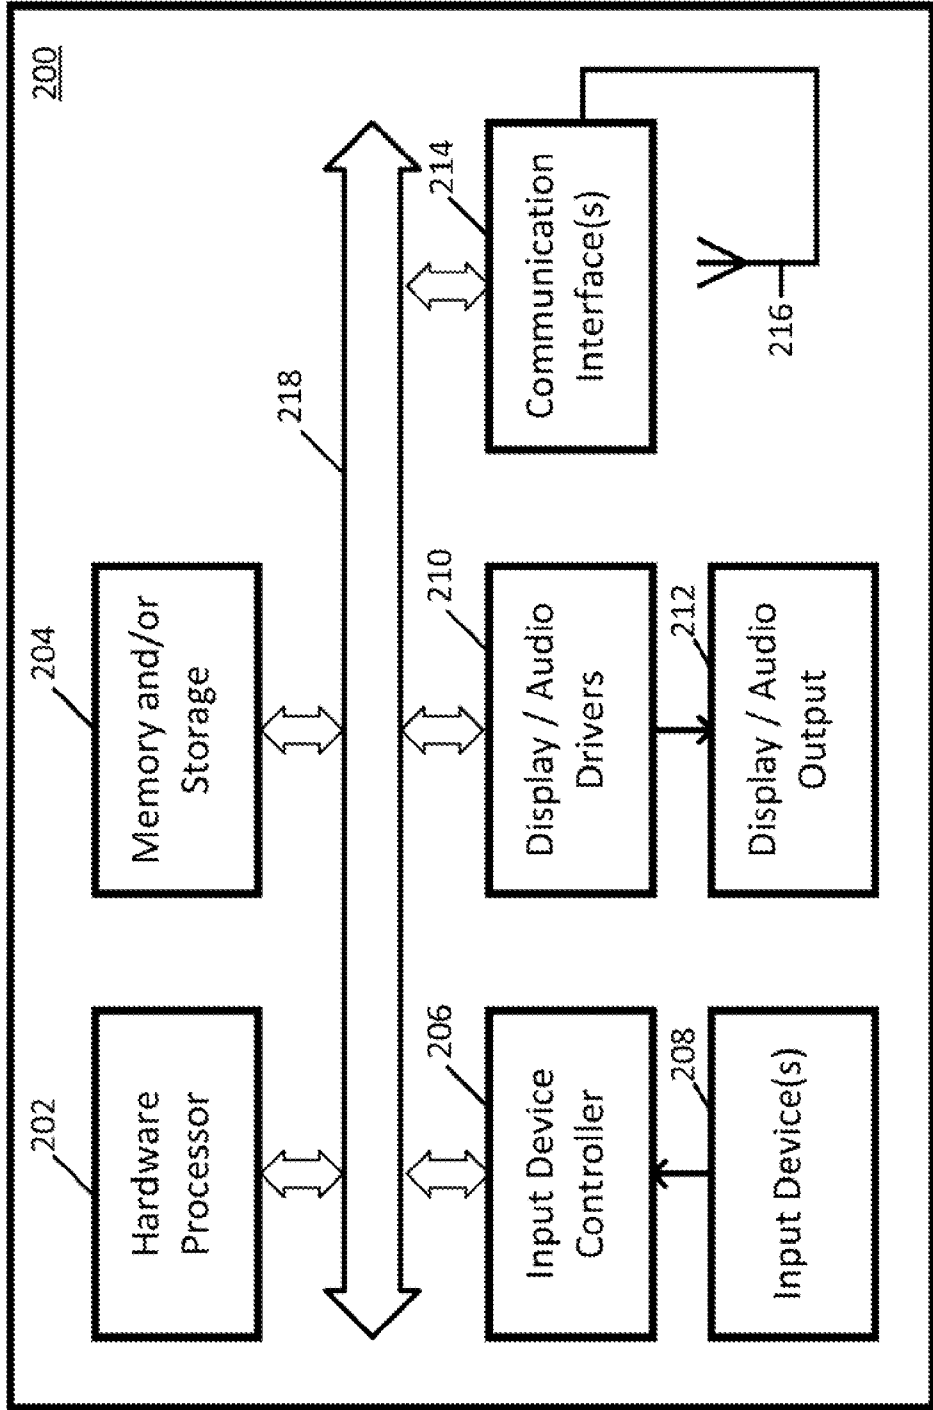 200
202
Hardware
Processor
204
Memory and/or
Storage
218
206
Input Device
Controller
210
Display / Audio
Drivers
214
Communication
Interface(s)
208
Input Device(s)
212
Display / Audio
Output
216